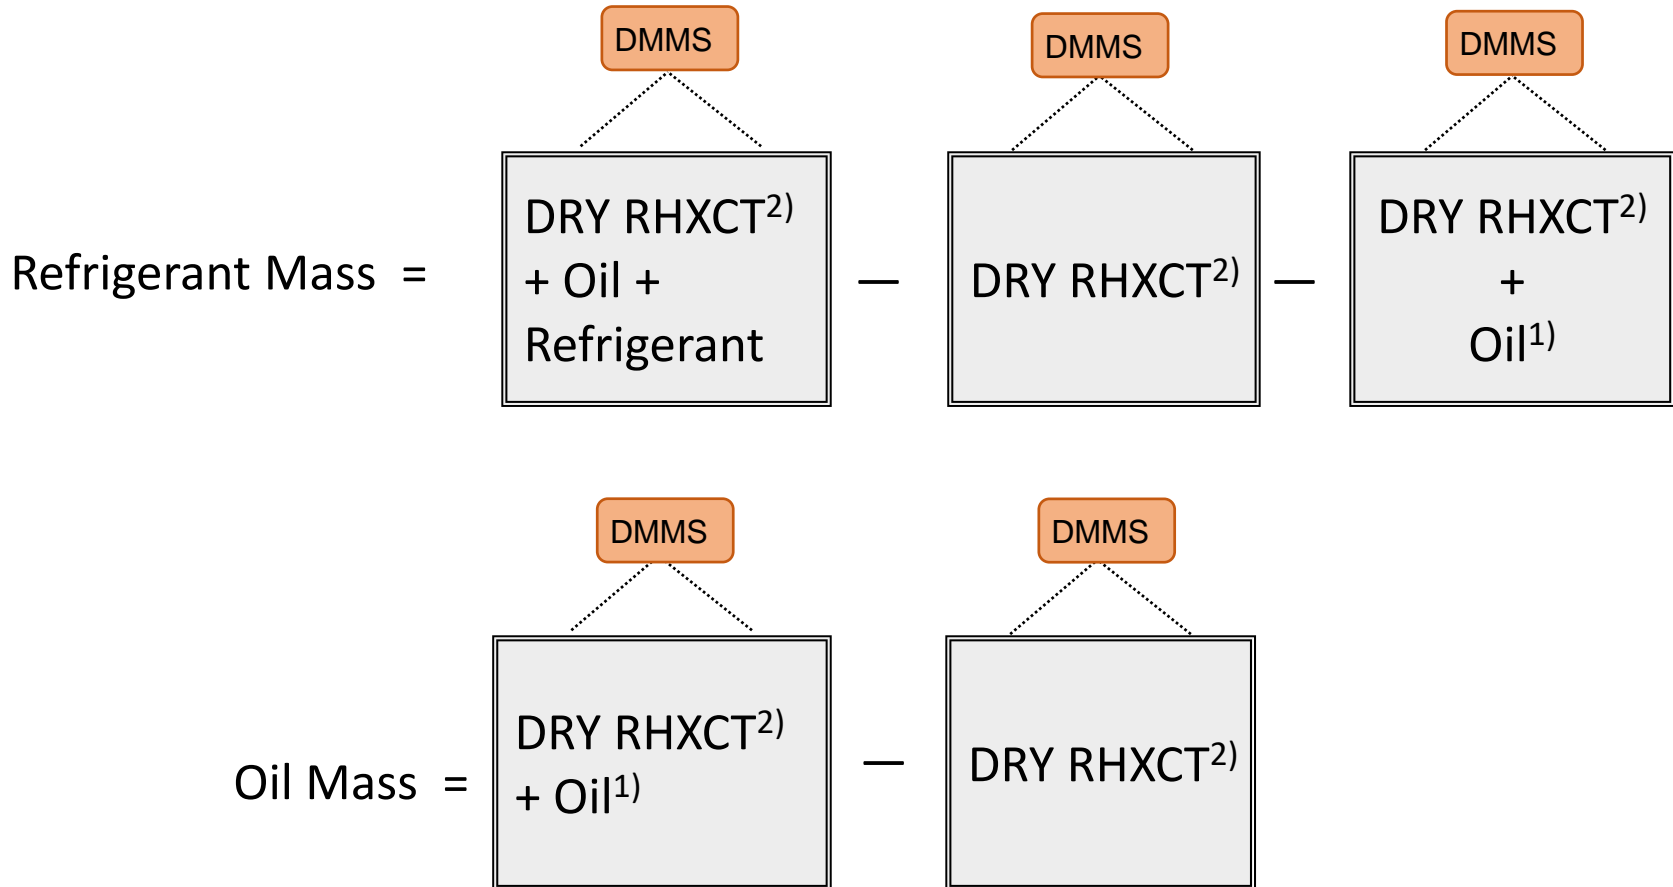 DMMS
DMMS
DMMS
Refrigerant Mass =
DRY RHXCT2)
+ Oil +
Refrigerant
—
DRY RHXCT2)
—
DRY RHXCT2)
+
Oil1)
DMMS
DMMS
Oil Mass =
DRY RHXCT2)
+ Oil1)
—
DRY RHXCT2)